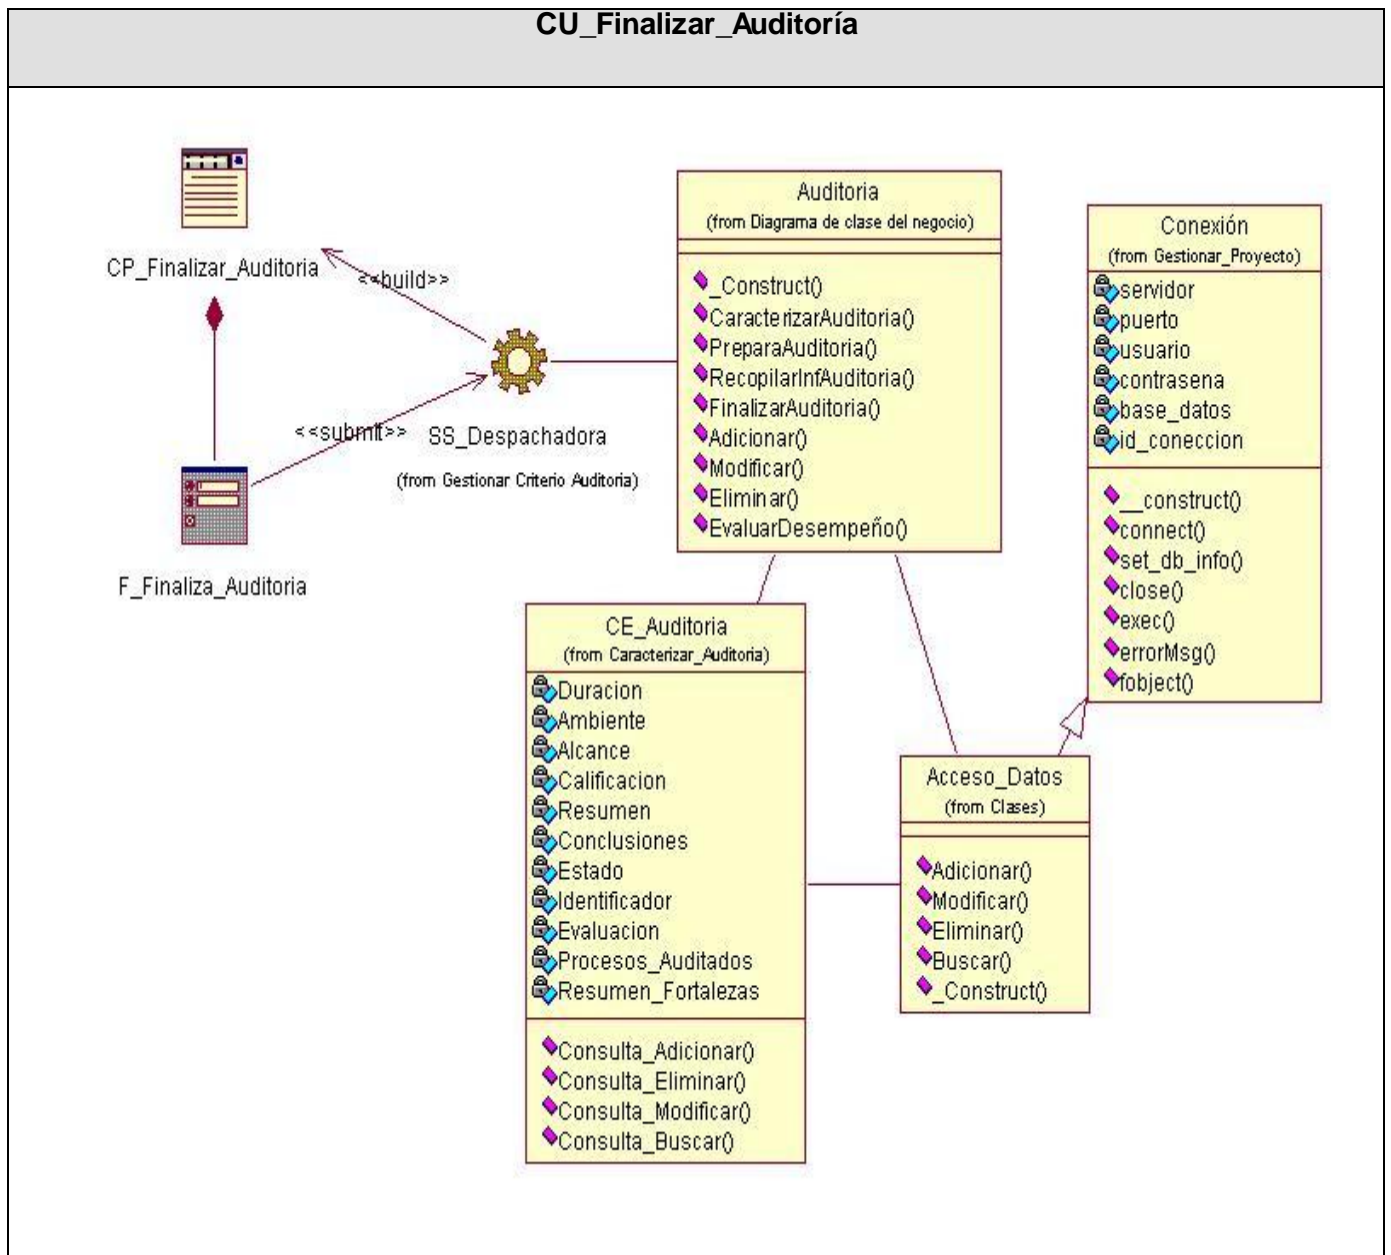 CU_Finalizar_Auditoría
CP_Finalizar_Auditoria
<<build>>
<<submit>>
SS_Despachadora
(from Gestionar Criterio Auditoria)
F_Finaliza_Auditoria
Auditoria
(from Diagrama de clase del negocio)
_Construct()
CaracterizarAuditoria()
PreparaAuditoria()
RecopilarInfAuditoria()
FinalizarAuditoria()
Adicionar()
Modificar()
Eliminar()
EvaluarDesempeño()
Conexión
(from Gestionar_Proyecto)
servidor
puerto
usuario
contrasena
base_datos
id_coneccion
__construct()
connect()
set_db_info()
close()
exec()
errorMsg()
fobject()
CE_Auditoria
(from Caracterizar_Auditoria)
Duracion
Ambiente
Alcance
Calificacion
Resumen
Conclusiones
Estado
Identificador
Evaluacion
Procesos_Auditados
Resumen_Fortalezas
Consulta_Adicionar()
Consulta_Eliminar()
Consulta_Modificar()
Consulta_Buscar()
Acceso_Datos
(from Clases)
Adicionar()
Modificar()
Eliminar()
Buscar()
_Construct()